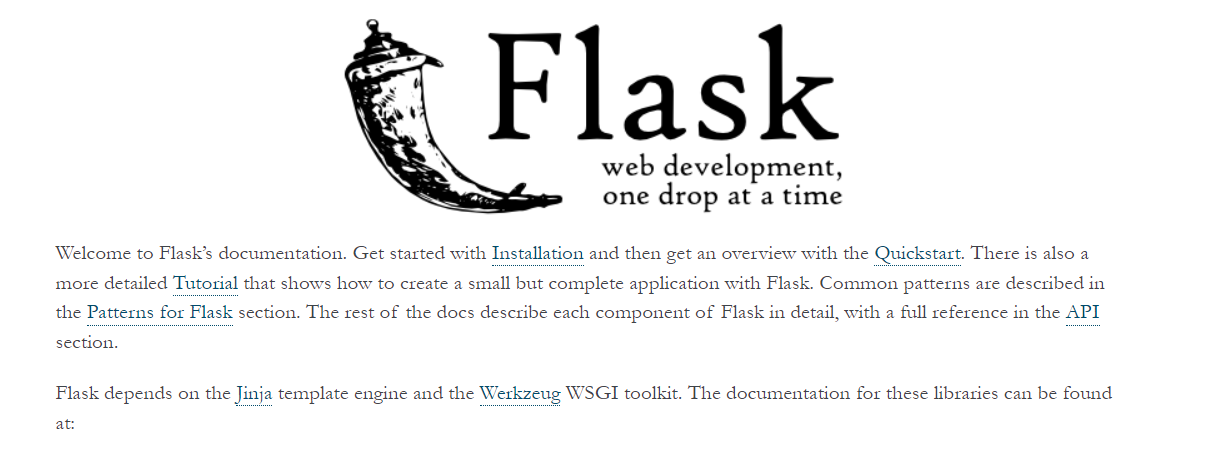 Flask
web development,
one drop at a time
Welcome to Flask’s documentation. Get started with Installation and then get an overview with the Quickstart. There is also a
more detailed Tutorial that shows how to create a small but complete application with Flask. Common patterns are described in
the Patterns for Flask section. The rest of the docs describe each component of Flask in detail, with a full reference in the API
section.
Flask depends on the Jinja template engine and the Werkzeug WSGI toolkit. The documentation for these libraries can be found
at: